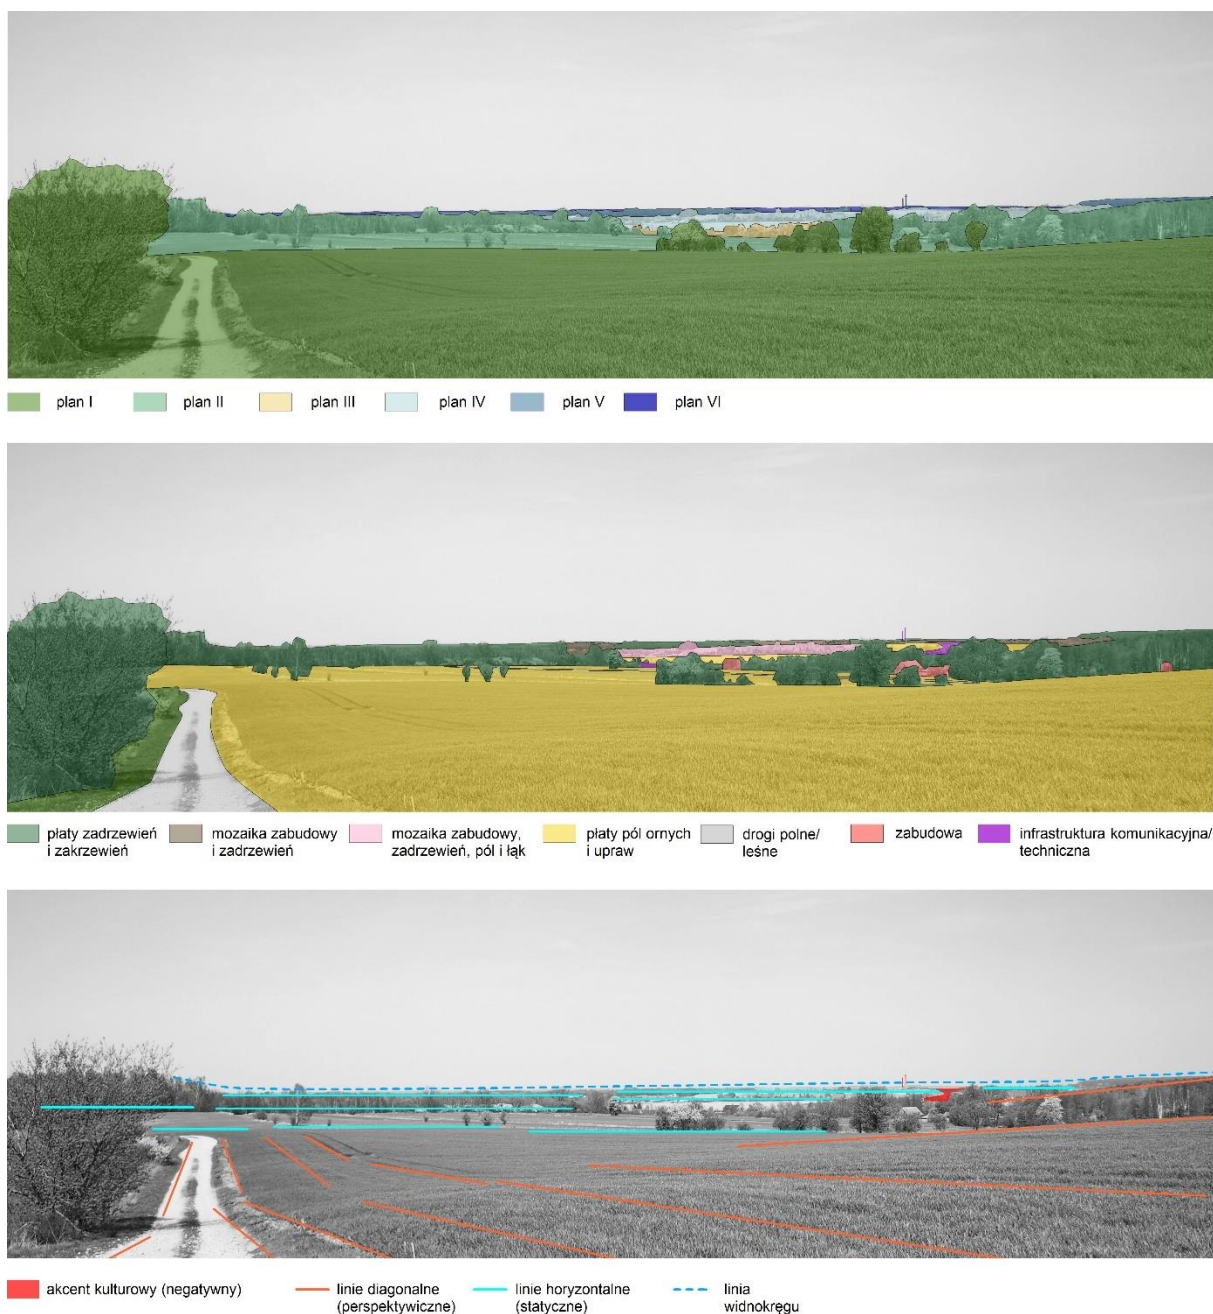 plan I plan II plan III plan IV plan V plan VI
płaty zadrzewień
i zakrzewień
mozaika zabudowy
i zadrzewień
mozaika zabudowy,
zadrzewień, pól i łąk
płaty pól ornych
i upraw
drogi polne/
leśne
zabudowa
infrastruktura komunikacyjna/
techniczna
akcent kulturowy (negatywny)
linie diagonalne
(perspektywiczne)
linie horyzontalne
(statyczne)
linia
widnokręgu